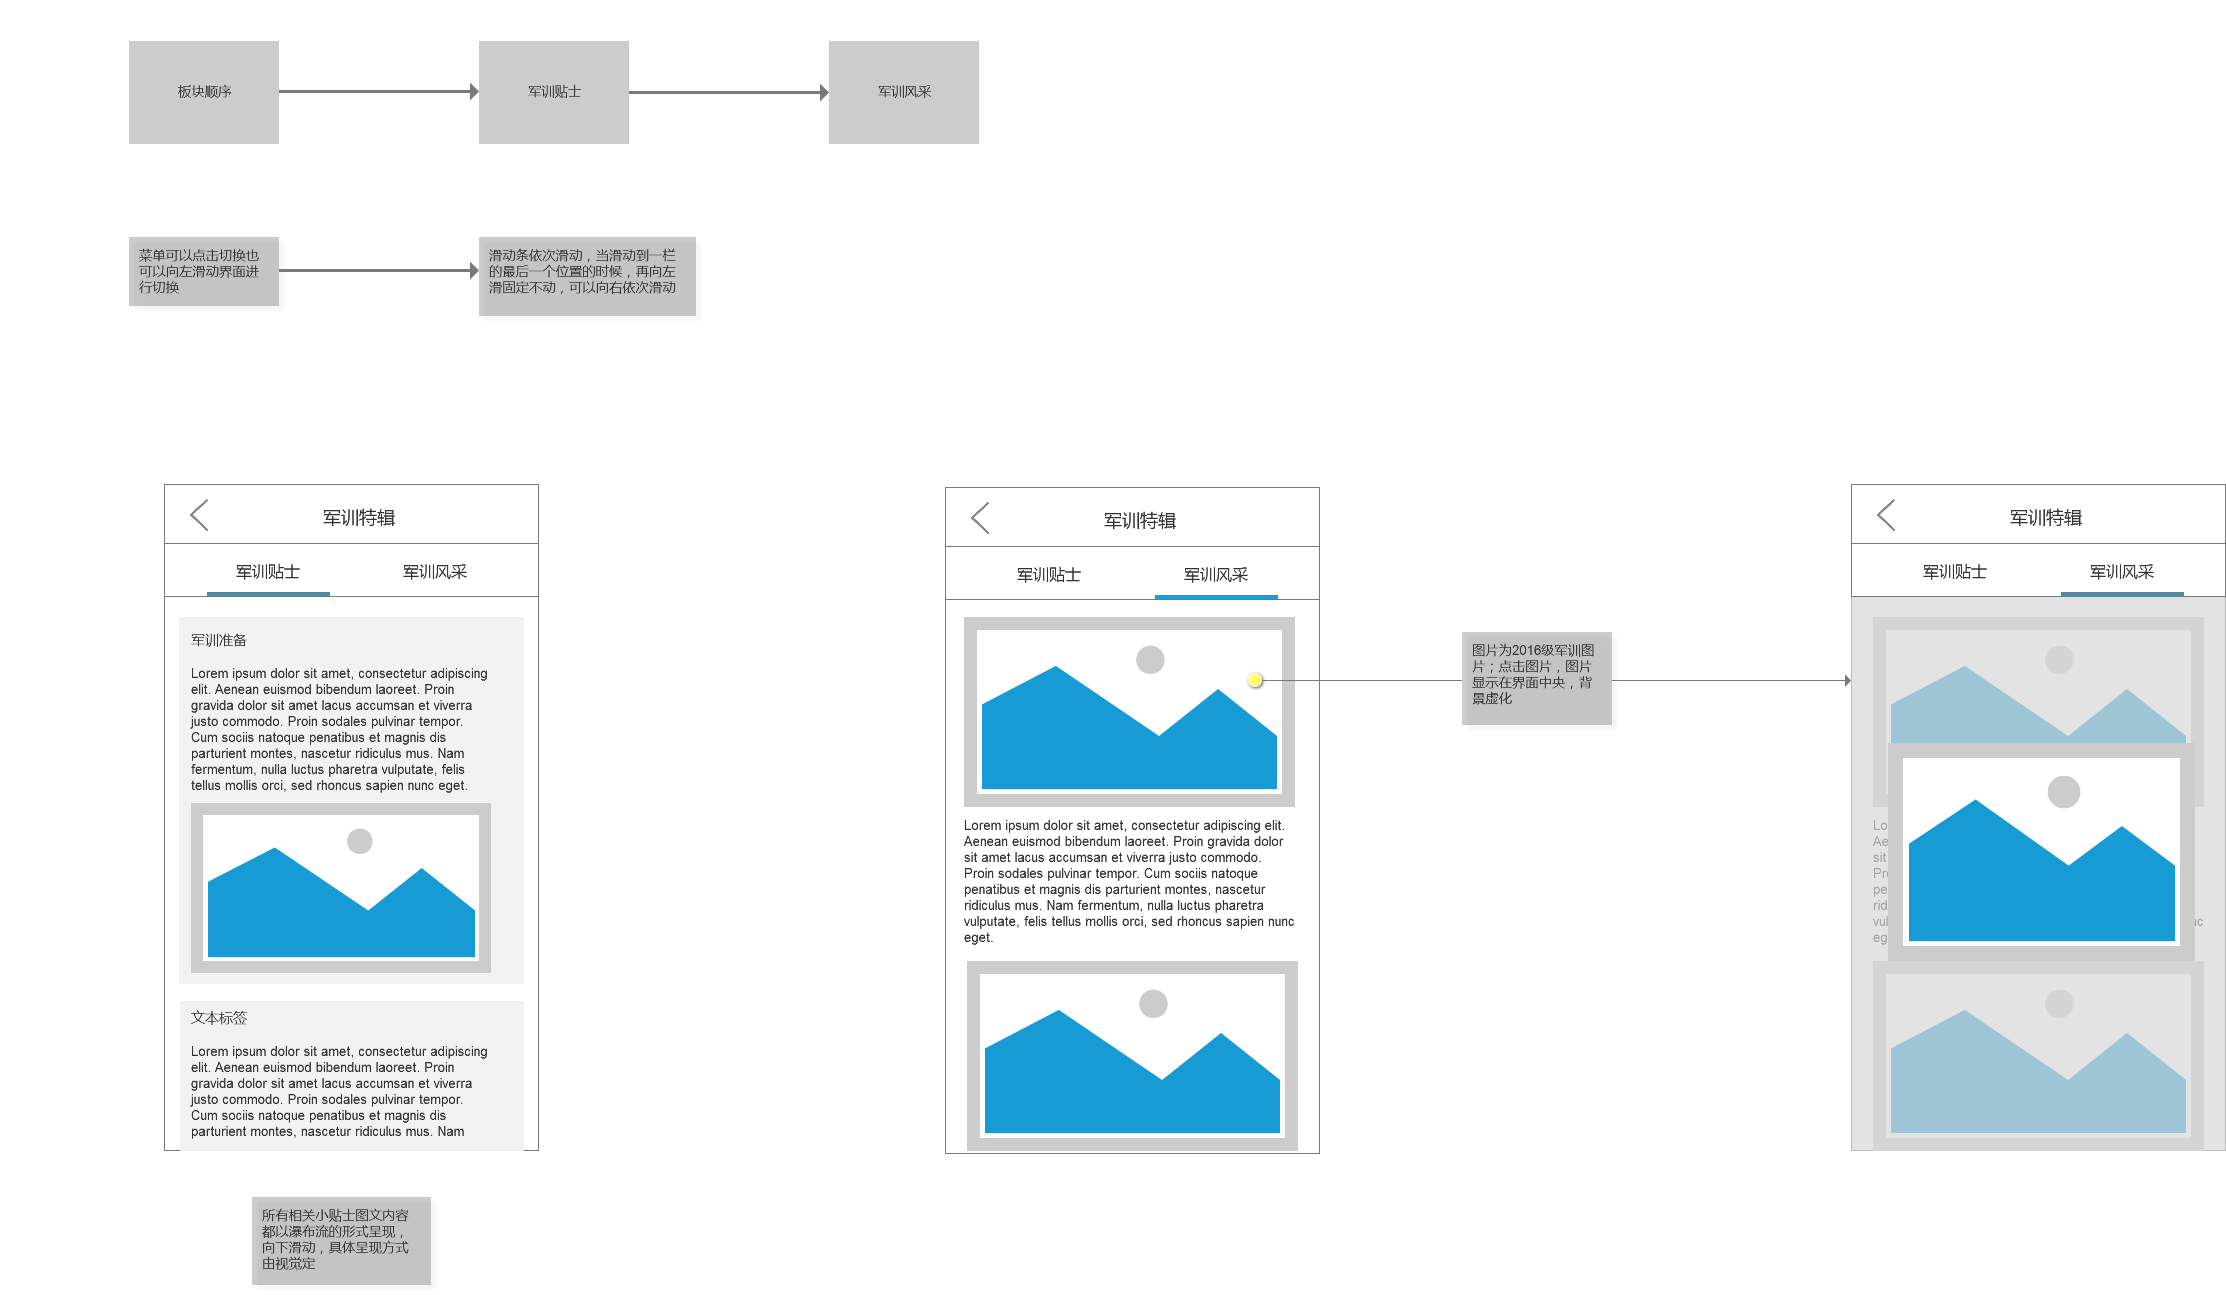 板块顺序
军训贴士
军训风采
菜单可以点击切换也
可以向左滑动界面进
行切换
滑动条依次滑动，当滑动到一栏
的最后一个位置的时候，再向左
滑固定不动，可以向右依次滑动
军训特辑
军训贴士
军训风采
军训准备
Lorem ipsum dolor sit amet, consectetur adipiscing
elit. Aenean euismod bibendum laoreet. Proin
gravida dolor sit amet lacus accumsan et viverra
justo commodo. Proin sodales pulvinar tempor.
Cum sociis natoque penatibus et magnis dis
parturient montes, nascetur ridiculus mus. Nam
fermentum, nulla luctus pharetra vulputate, felis
tellus mollis orci, sed rhoncus sapien nunc eget.
文本标签
Lorem ipsum dolor sit amet, consectetur adipiscing
elit. Aenean euismod bibendum laoreet. Proin
gravida dolor sit amet lacus accumsan et viverra
justo commodo. Proin sodales pulvinar tempor.
Cum sociis natoque penatibus et magnis dis
parturient montes, nascetur ridiculus mus. Nam
所有相关小贴士图文内容
都以瀑布流的形式呈现，
向下滑动，具体呈现方式
由视觉定
军训特辑
军训贴士
军训风采
Lorem ipsum dolor sit amet, consectetur adipiscing elit.
Aenean euismod bibendum laoreet. Proin gravida dolor
sit amet lacus accumsan et viverra justo commodo.
Proin sodales pulvinar tempor. Cum sociis natoque
penatibus et magnis dis parturient montes, nascetur
ridiculus mus. Nam fermentum, nulla luctus pharetra
vulputate, felis tellus mollis orci, sed rhoncus sapien nunc
eget.
图片为2016级军训图
片；点击图片，图片
显示在界面中央，背
景虚化
军训特辑
军训贴士
军训风采